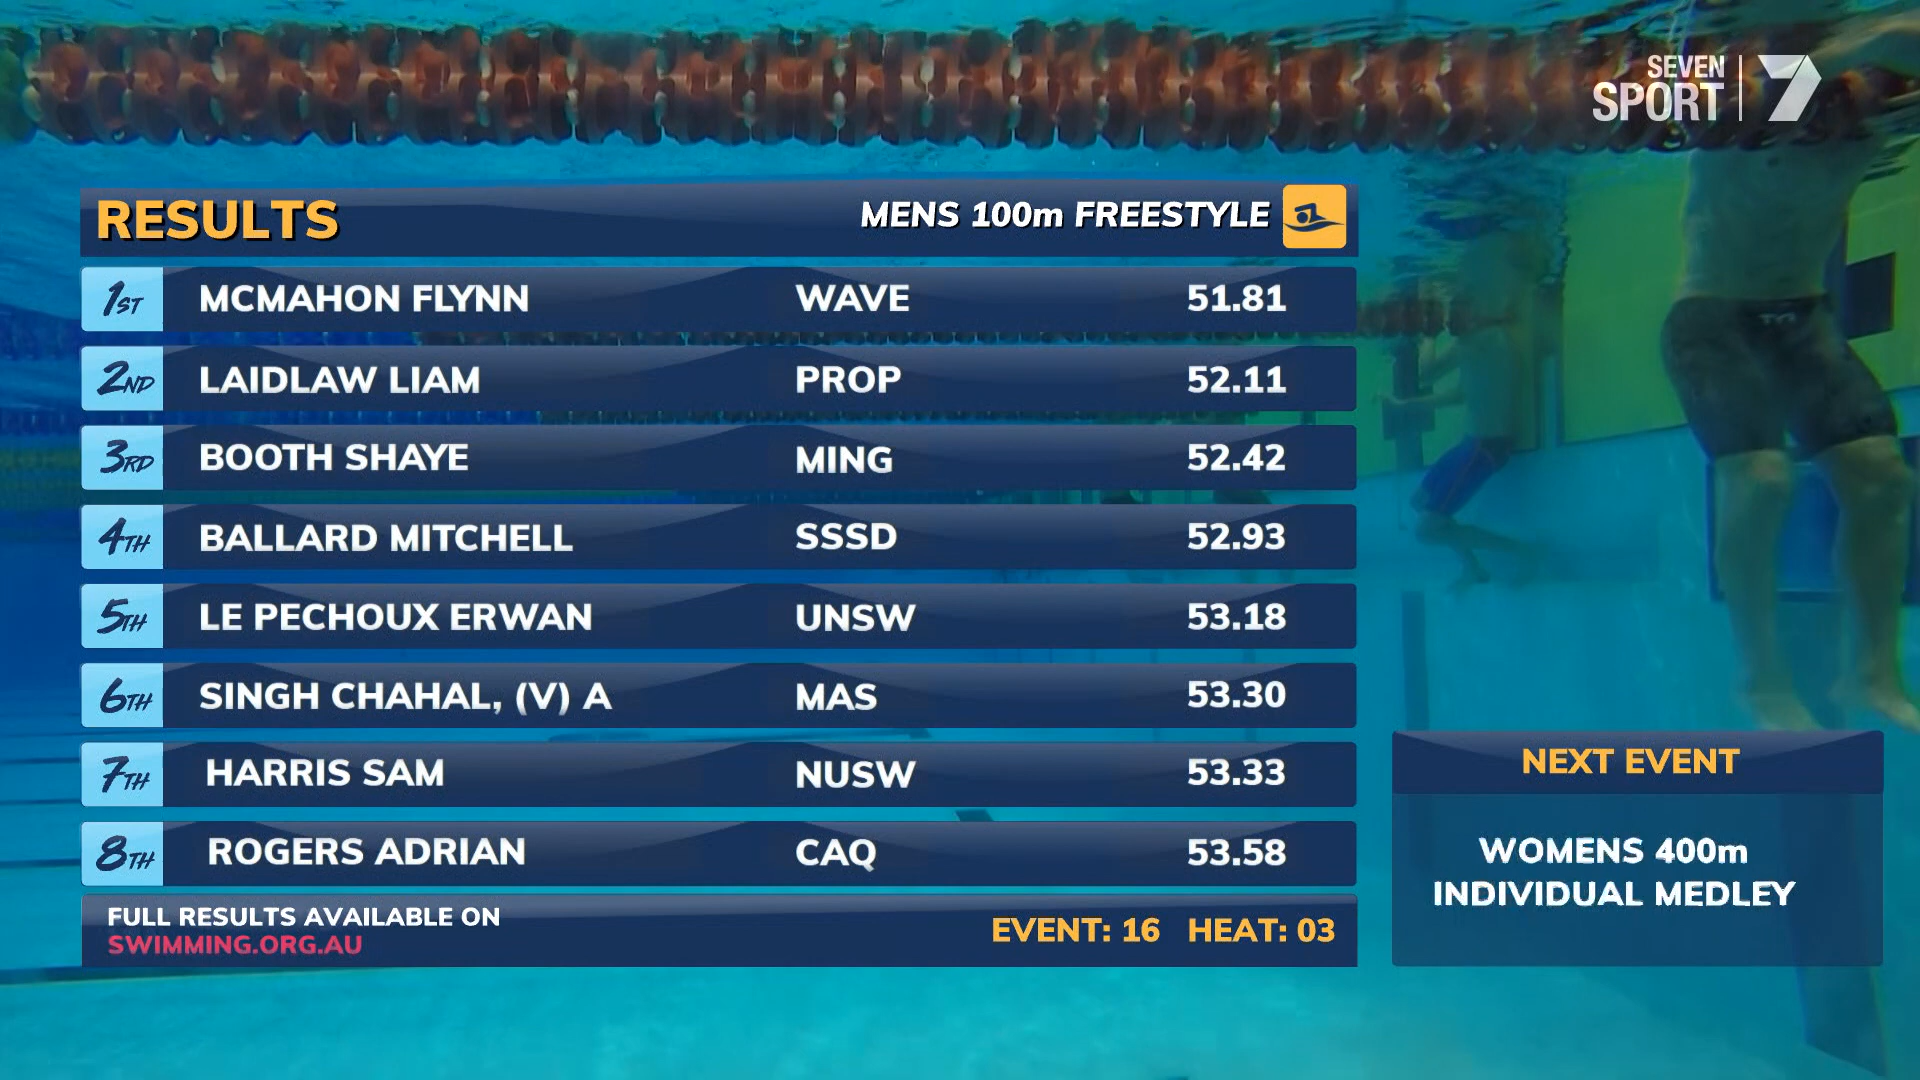 SEVEN
SPORT 7
RESULTS MENS 100m FREESTYLE
1ST MCMAHON FLYNN WAVE 51.81
2ND LAIDLAW LIAM PROP 52.11
3RD BOOTH SHAYE MING 52.42
4TH BALLARD MITCHELL SSSD 52.93
5TH LE PECHOUX ERWAN UNSW 53.18
6TH SINGH CHAHAL, (V) A MAS 53.30
7TH HARRIS SAM NUSW 53.33
8TH ROGERS ADRIAN CAQ 53.58
FULL RESULTS AVAILABLE ON
SWIMMING.ORG.AU
EVENT: 16 HEAT: 03
NEXT EVENT
WOMENS 400m
INDIVIDUAL MEDLEY
TYR